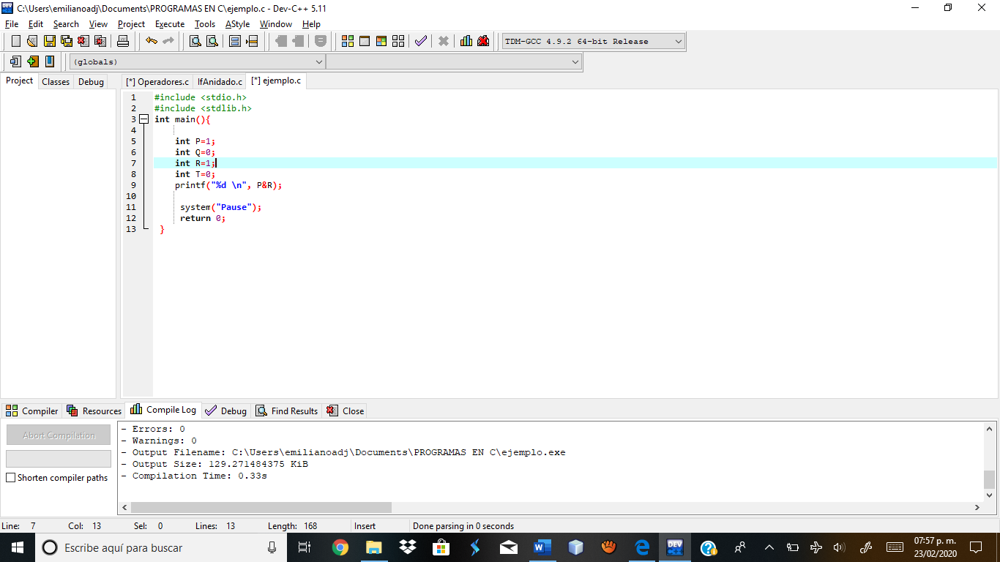 C:\Users\emilianoadj\Documents\PROGRAMAS EN C\ejemplo.c - Dev-C++ 5.11
File Edit Search View Project Execute Tools AStyle Window Help
TDM-GCC 4.9.2 64-bit Release
(globals)
Project Classes Debug
[*] Operadores.c IfAnidado.c [*] ejemplo.c
1 #include <stdio.h>
2 #include <stdlib.h>
3 int main(){
4
5 int P=1;
6 int Q=0;
7 int R=1;
8 int T=0;
9 printf("%d \n", P&R);
10
11 system("Pause");
12 return 0;
13 }
Compiler Resources Compile Log Debug Find Results Close
Abort Compilation
Shorten compiler paths
- Errors: 0
- Warnings: 0
- Output Filename: C:\Users\emilianoadj\Documents\PROGRAMAS EN C\ejemplo.exe
- Output Size: 129.271484375 KiB
- Compilation Time: 0.33s
Line: 7 Col: 13 Sel: 0 Lines: 13 Length: 168 Insert Done parsing in 0 seconds
Escribe aquí para buscar
DEV
07:57 p. m.
23/02/2020